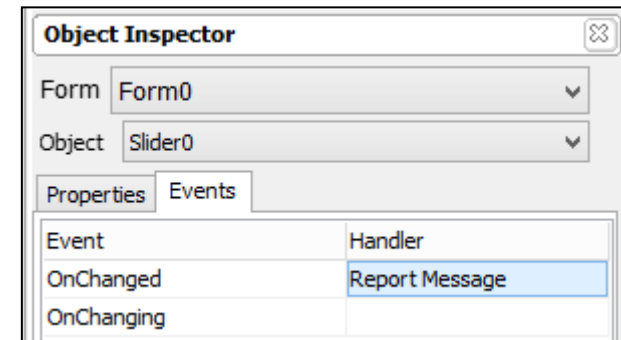 Object Inspector
Form Form0
Object Slider0
Properties Events
Event Handler
OnChanged Report Message
OnChanging